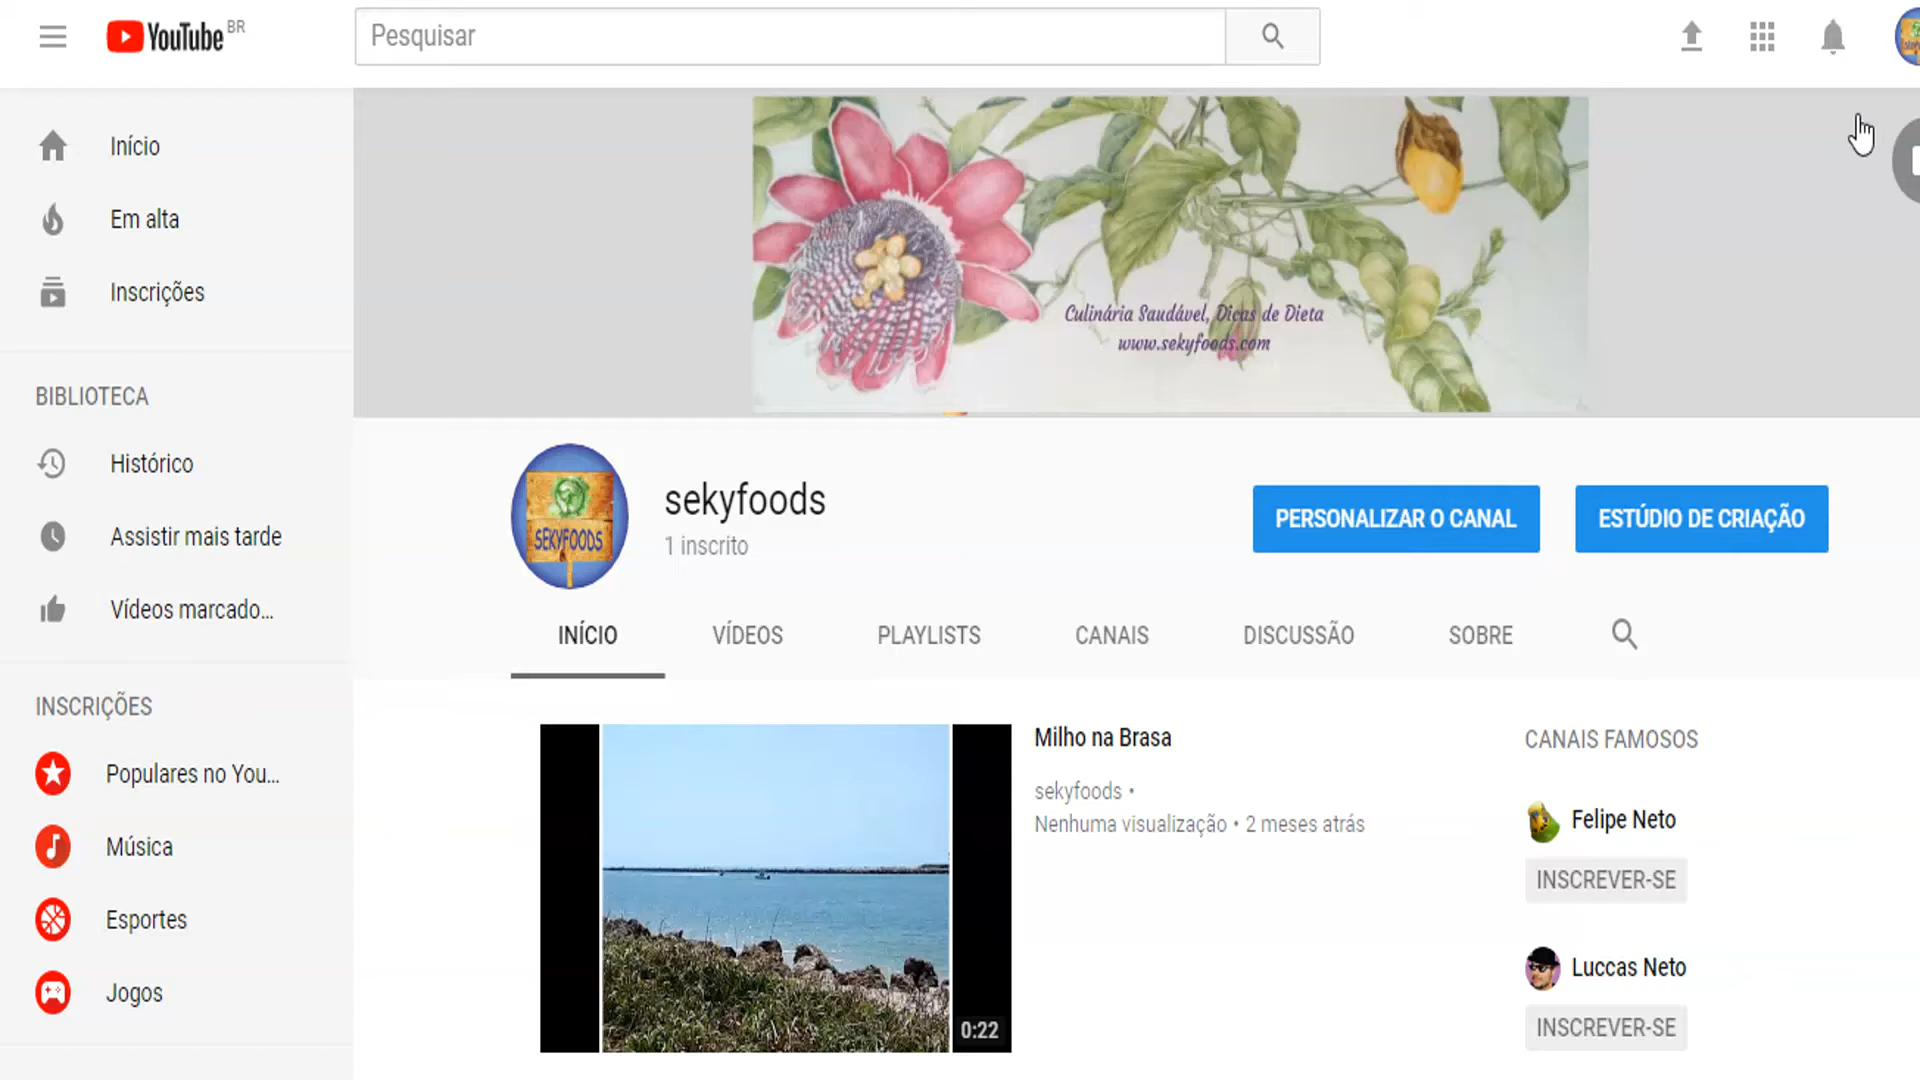 YouTube BR
Pesquisar
Início
Em alta
Inscrições
BIBLIOTECA
Histórico
Assistir mais tarde
Vídeos marcado...
INSCRIÇÕES
Populares no You...
Música
Esportes
Jogos
Culinária Saudável, Dicas de Dieta
www.sekyfoods.com
SEKYFOODS
sekyfoods
1 inscrito
PERSONALIZAR O CANAL
ESTÚDIO DE CRIAÇÃO
INÍCIO
VÍDEOS
PLAYLISTS
CANAIS
DISCUSSÃO
SOBRE
0:22
Milho na Brasa
sekyfoods •
Nenhuma visualização • 2 meses atrás
CANAIS FAMOSOS
Felipe Neto
INSCREVER-SE
Luccas Neto
INSCREVER-SE